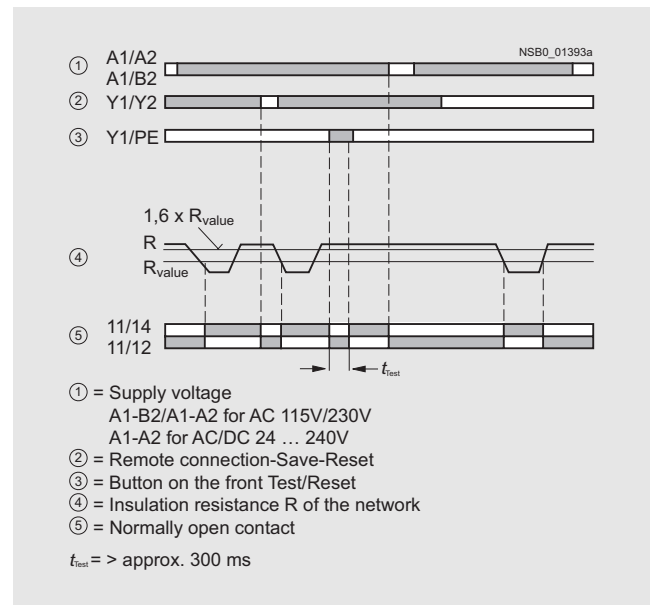 NSB0_01393a
① A1/A2
A1/B2
② Y1/Y2
③ Y1/PE
1,6 x Rvalue
④ R
Rvalue
⑤ 11/14
11/12
tTest
① = Supply voltage
A1-B2/A1-A2 for AC 115V/230V
A1-A2 for AC/DC 24 … 240V
② = Remote connection-Save-Reset
③ = Button on the front Test/Reset
④ = Insulation resistance R of the network
⑤ = Normally open contact
tTest = > approx. 300 ms